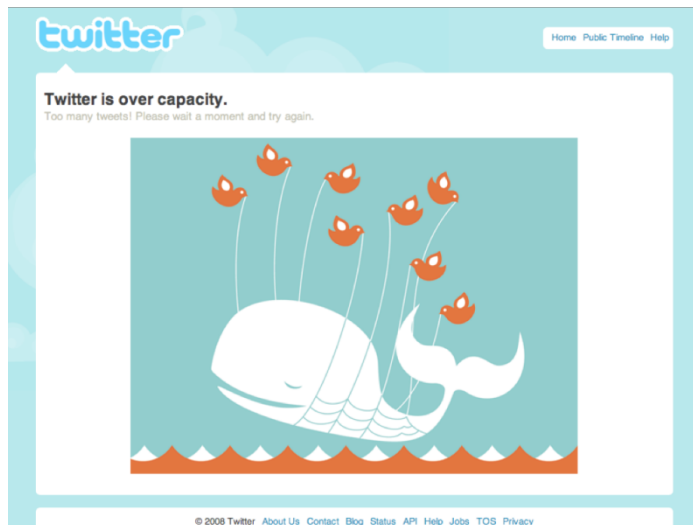 twitter
Home Public Timeline Help
Twitter is over capacity.
Too many tweets! Please wait a moment and try again.
© 2008 Twitter About Us Contact Blog Status API Help Jobs TOS Privacy